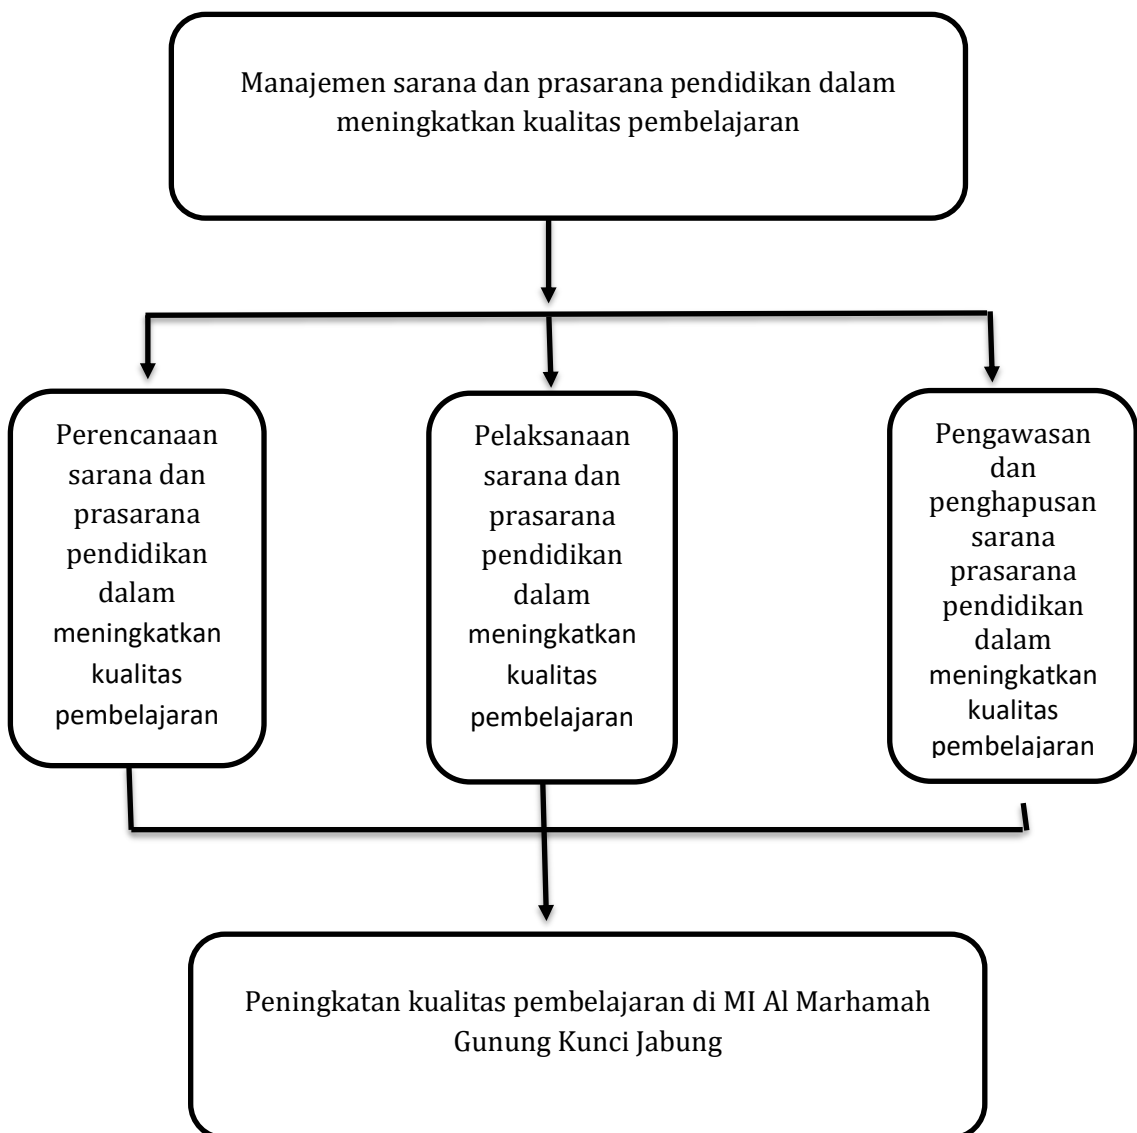 Manajemen sarana dan prasarana pendidikan dalam
meningkatkan kualitas pembelajaran
Perencanaan
sarana dan
prasarana
pendidikan
dalam
meningkatkan
kualitas
pembelajaran
Pelaksanaan
sarana dan
prasarana
pendidikan
dalam
meningkatkan
kualitas
pembelajaran
Pengawasan
dan
penghapusan
sarana
prasarana
pendidikan
dalam
meningkatkan
kualitas
pembelajaran
Peningkatan kualitas pembelajaran di MI Al Marhamah
Gunung Kunci Jabung